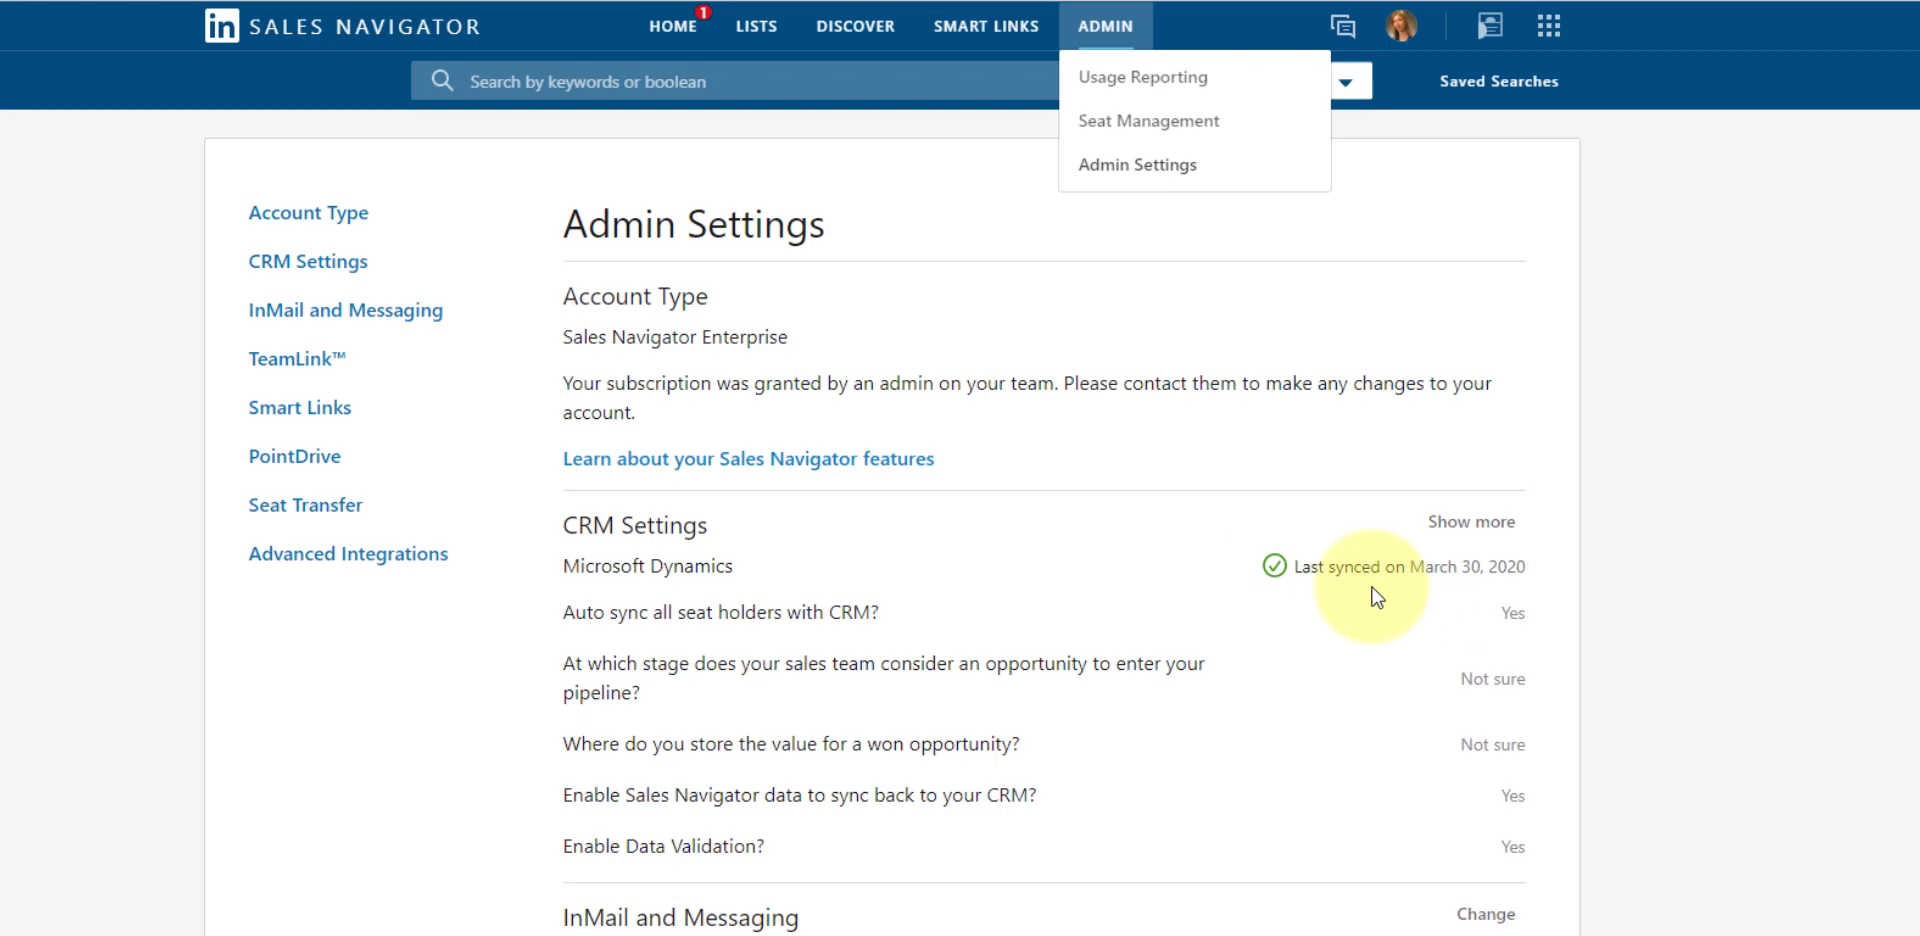 in SALES NAVIGATOR
HOME 1 LISTS DISCOVER SMART LINKS ADMIN
Search by keywords or boolean
Saved Searches
Usage Reporting
Seat Management
Admin Settings
Account Type
CRM Settings
InMail and Messaging
TeamLink™
Smart Links
PointDrive
Seat Transfer
Advanced Integrations
Admin Settings
Account Type
Sales Navigator Enterprise
Your subscription was granted by an admin on your team. Please contact them to make any changes to your
account.
Learn about your Sales Navigator features
CRM Settings Show more
Microsoft Dynamics Last synced on March 30, 2020
Auto sync all seat holders with CRM? Yes
At which stage does your sales team consider an opportunity to enter your
pipeline? Not sure
Where do you store the value for a won opportunity? Not sure
Enable Sales Navigator data to sync back to your CRM? Yes
Enable Data Validation? Yes
InMail and Messaging Change